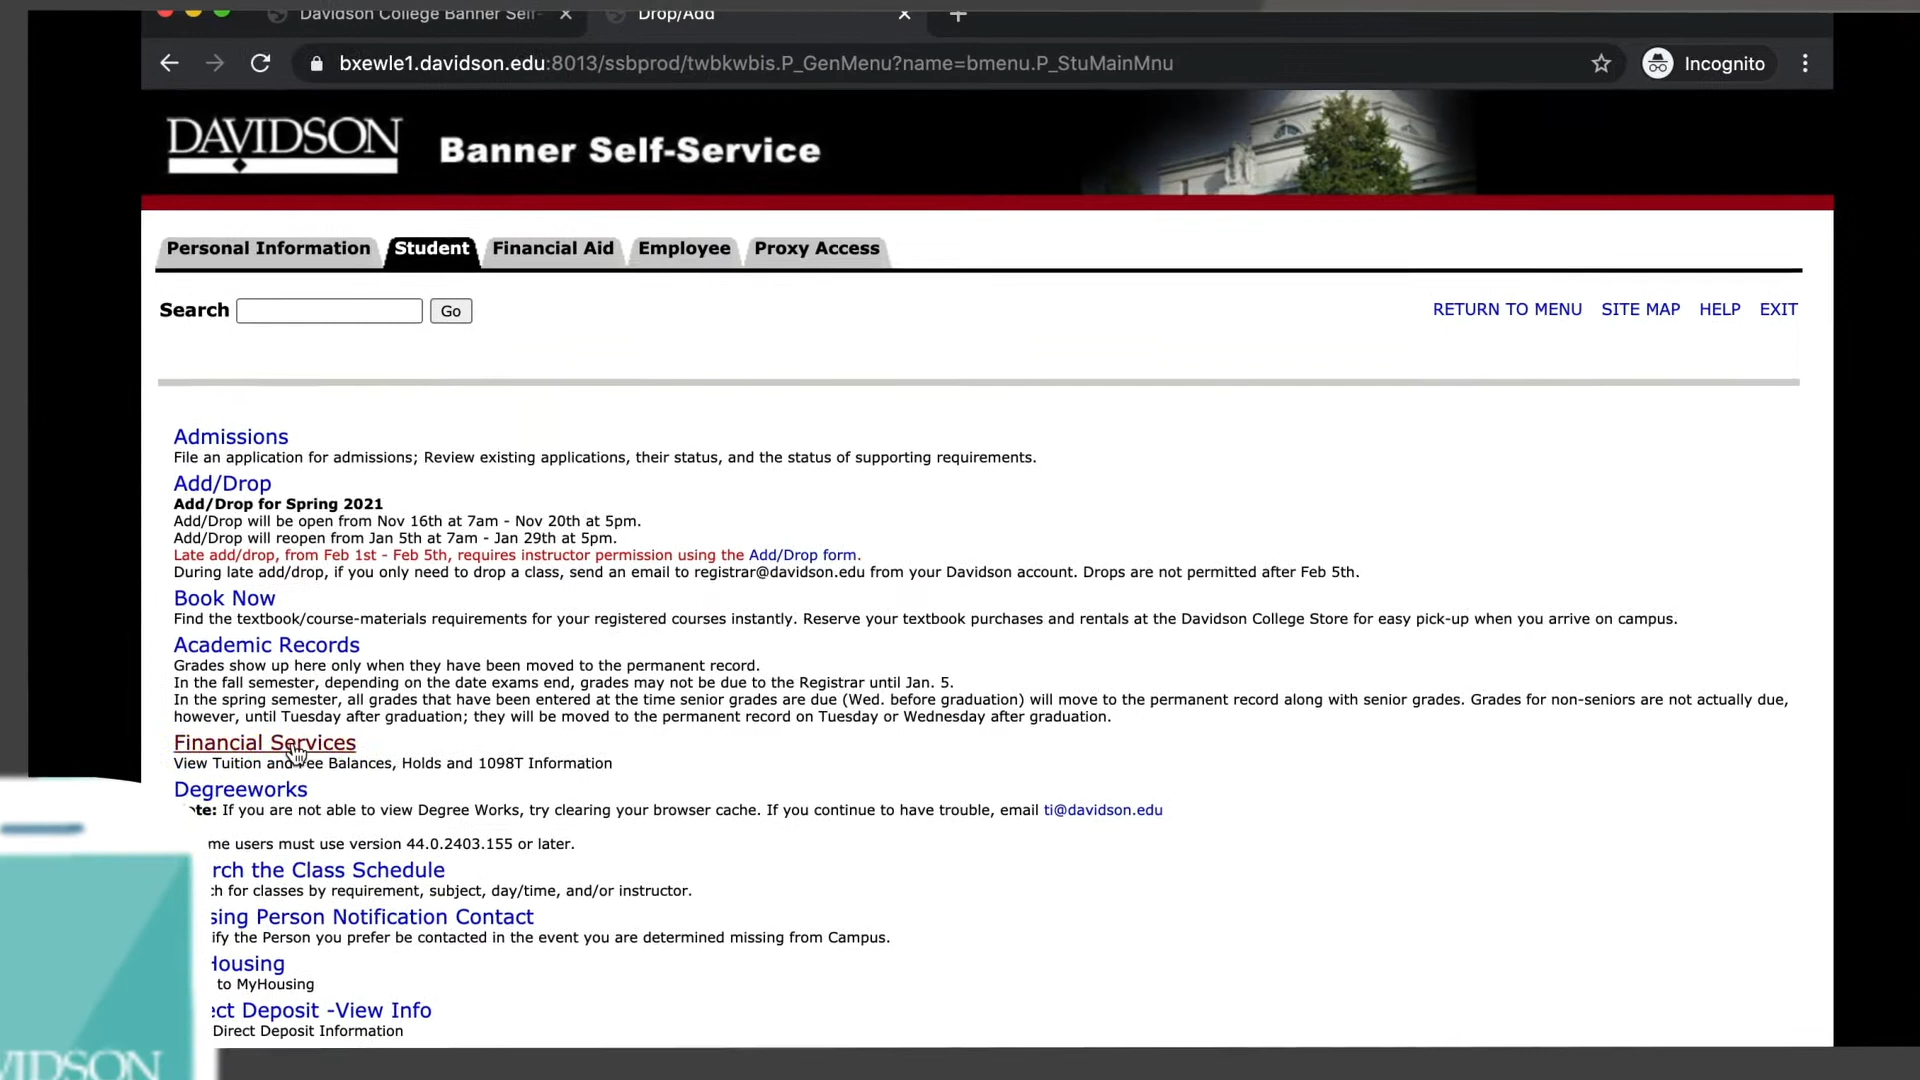 Davidson College Banner Self-
Drop/Add
bxewle1.davidson.edu:8013/ssbprod/twbkwbis.P_GenMenu?name=bmenu.P_StuMainMnu
Incognito
DAVIDSON
Banner Self-Service
Personal Information
Student
Financial Aid
Employee
Proxy Access
Search
Go
RETURN TO MENU
SITE MAP
HELP
EXIT
Admissions
File an application for admissions; Review existing applications, their status, and the status of supporting requirements.
Add/Drop
Add/Drop for Spring 2021
Add/Drop will be open from Nov 16th at 7am - Nov 20th at 5pm.
Add/Drop will reopen from Jan 5th at 7am - Jan 29th at 5pm.
Late add/drop, from Feb 1st - Feb 5th, requires instructor permission using the Add/Drop form.
During late add/drop, if you only need to drop a class, send an email to registrar@davidson.edu from your Davidson account. Drops are not permitted after Feb 5th.
Book Now
Find the textbook/course-materials requirements for your registered courses instantly. Reserve your textbook purchases and rentals at the Davidson College Store for easy pick-up when you arrive on campus.
Academic Records
Grades show up here only when they have been moved to the permanent record.
In the fall semester, depending on the date exams end, grades may not be due to the Registrar until Jan. 5.
In the spring semester, all grades that have been entered at the time senior grades are due (Wed. before graduation) will move to the permanent record along with senior grades. Grades for non-seniors are not actually due,
however, until Tuesday after graduation; they will be moved to the permanent record on Tuesday or Wednesday after graduation.
Financial Services
View Tuition and Fee Balances, Holds and 1098T Information
Degreeworks
ote: If you are not able to view Degree Works, try clearing your browser cache. If you continue to have trouble, email ti@davidson.edu
me users must use version 44.0.2403.155 or later.
rch the Class Schedule
ch for classes by requirement, subject, day/time, and/or instructor.
sing Person Notification Contact
ify the Person you prefer be contacted in the event you are determined missing from Campus.
Housing
to MyHousing
ect Deposit -View Info
Direct Deposit Information
VIDSON